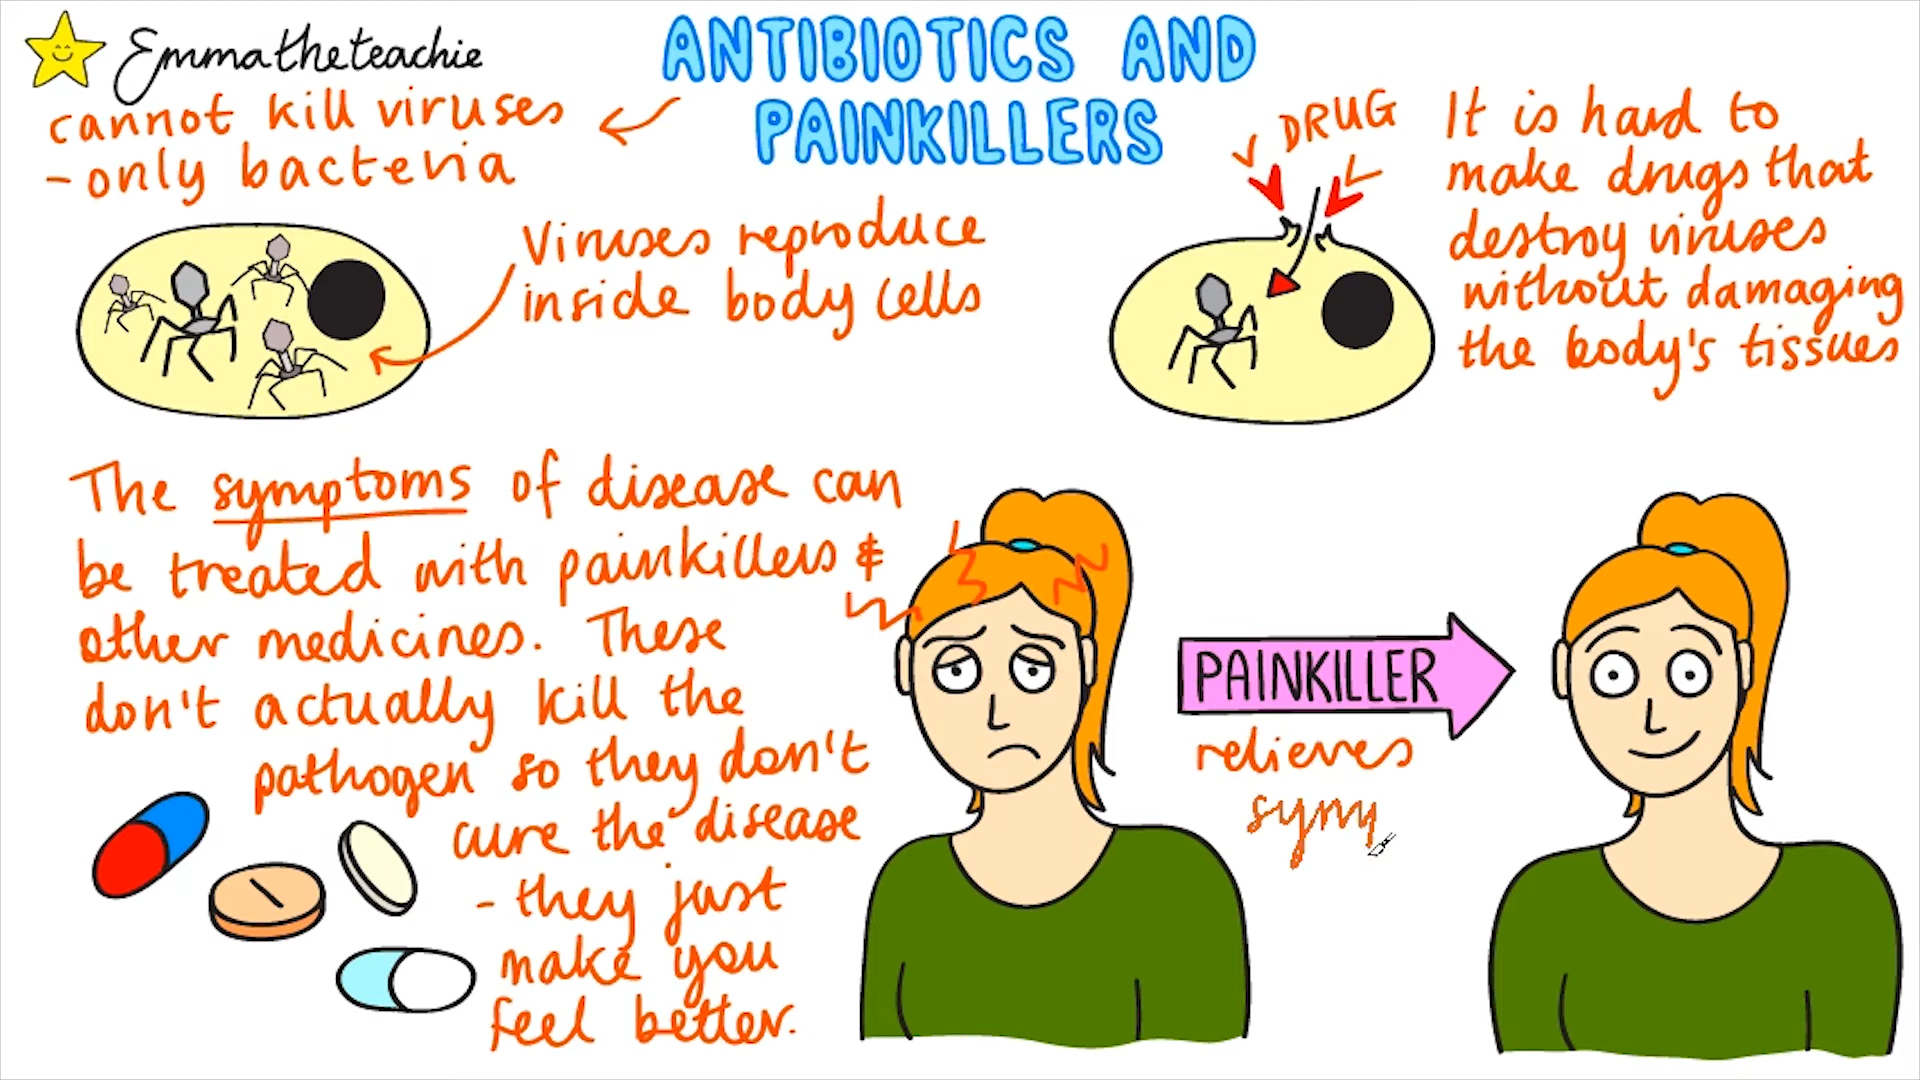 Emmatheteachie
ANTIBIOTICS AND
PAINKILLERS
cannot kill viruses
- only bacteria
Viruses reproduce
inside body cells
DRUG
It is hard to
make drugs that
destroy viruses
without damaging
the body's tissues
The symptoms of disease can
be treated with painkillers &
other medicines. These
don't actually kill the
pathogen so they don't
cure the disease
- they just
make you
feel better.
PAINKILLER
relieves
sym